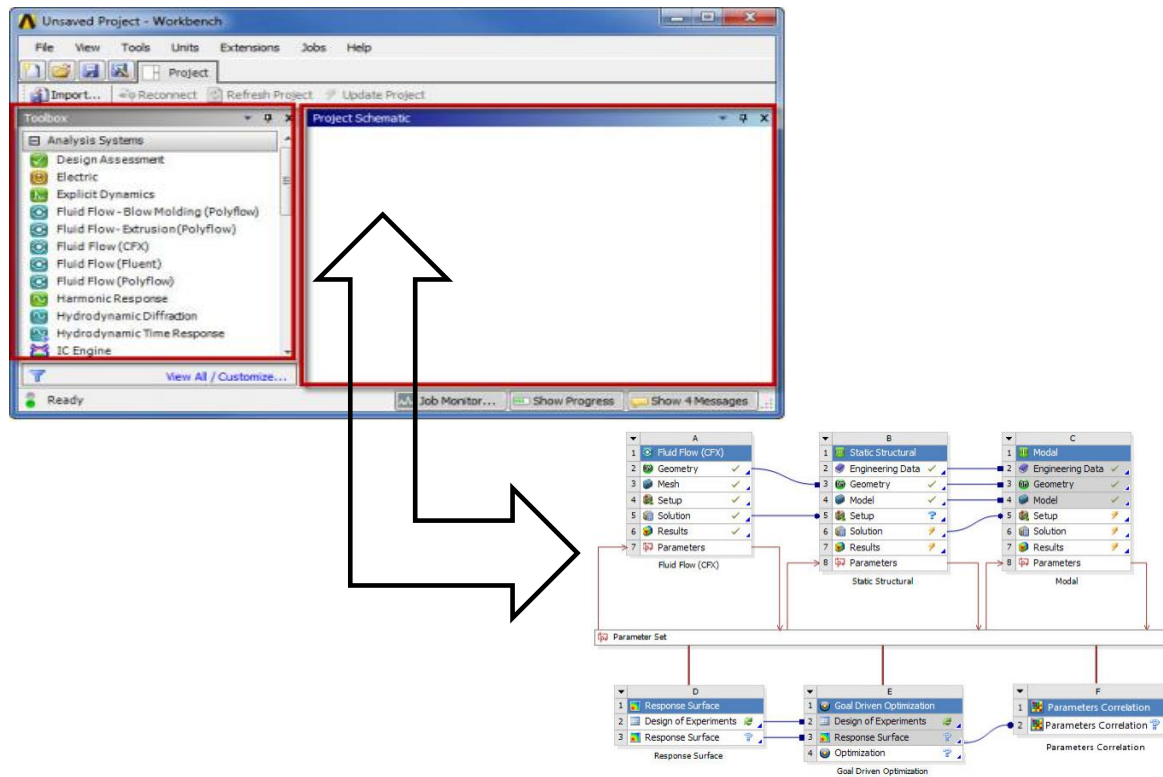 Unsaved Project - Workbench
File View Tools Units Extensions Jobs Help
Project
Import... Reconnect Refresh Project Update Project
Toolbox
Analysis Systems
Design Assessment
Electric
Explicit Dynamics
Fluid Flow - Blow Molding (Polyflow)
Fluid Flow - Extrusion (Polyflow)
Fluid Flow (CFX)
Fluid Flow (Fluent)
Fluid Flow (Polyflow)
Harmonic Response
Hydrodynamic Diffraction
Hydrodynamic Time Response
IC Engine
View All / Customize...
Project Schematic
Ready Job Monitor... Show Progress Show 4 Messages
A
1 Fluid Flow (CFX)
2 Geometry
3 Mesh
4 Setup
5 Solution
6 Results
7 Parameters
Fluid Flow (CFX)
B
1 Static Structural
2 Engineering Data
3 Geometry
4 Model
5 Setup ?
6 Solution
7 Results
8 Parameters
Static Structural
C
1 Modal
2 Engineering Data
3 Geometry
4 Model
5 Setup
6 Solution
7 Results
8 Parameters
Modal
Parameter Set
D
1 Response Surface
2 Design of Experiments
3 Response Surface ?
Response Surface
E
1 Goal Driven Optimization
2 Design of Experiments
3 Response Surface ?
4 Optimization ?
Goal Driven Optimization
F
1 Parameters Correlation
2 Parameters Correlation ?
Parameters Correlation